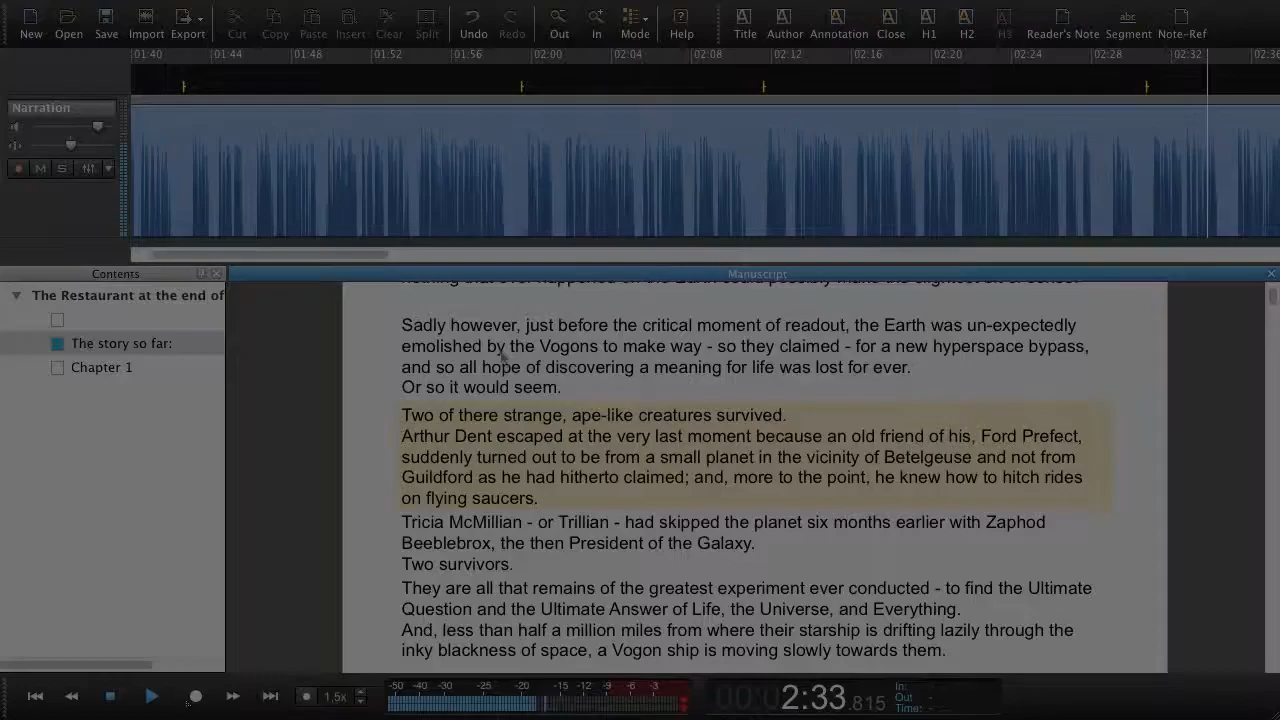 New Open Save Import Export Cut Copy Paste Insert Clear Split Undo Redo Out In Mode Help Title Author Annotation Close H1 H2 H3 Reader's Note Segment Note-Ref
abc
01:40 01:44 01:48 01:52 01:56 02:00 02:04 02:08 02:12 02:16 02:20 02:24 02:28 02:32 02:36
Narration
M S
Contents
Manuscript
The Restaurant at the end of
The story so far:
Chapter 1
Sadly however, just before the critical moment of readout, the Earth was un-expectedly
emolished by the Vogons to make way - so they claimed - for a new hyperspace bypass,
and so all hope of discovering a meaning for life was lost for ever.
Or so it would seem.
Two of there strange, ape-like creatures survived.
Arthur Dent escaped at the very last moment because an old friend of his, Ford Prefect,
suddenly turned out to be from a small planet in the vicinity of Betelgeuse and not from
Guildford as he had hitherto claimed; and, more to the point, he knew how to hitch rides
on flying saucers.
Tricia McMillian - or Trillian - had skipped the planet six months earlier with Zaphod
Beeblebrox, the then President of the Galaxy.
Two survivors.
They are all that remains of the greatest experiment ever conducted - to find the Ultimate
Question and the Ultimate Answer of Life, the Universe, and Everything.
And, less than half a million miles from where their starship is drifting lazily through the
inky blackness of space, a Vogon ship is moving slowly towards them.
1,5x
-50 -40 -30 -25 -20 -15 -12 -9 -6 -3
00:02:33.815
In: -
Out -
Time: -